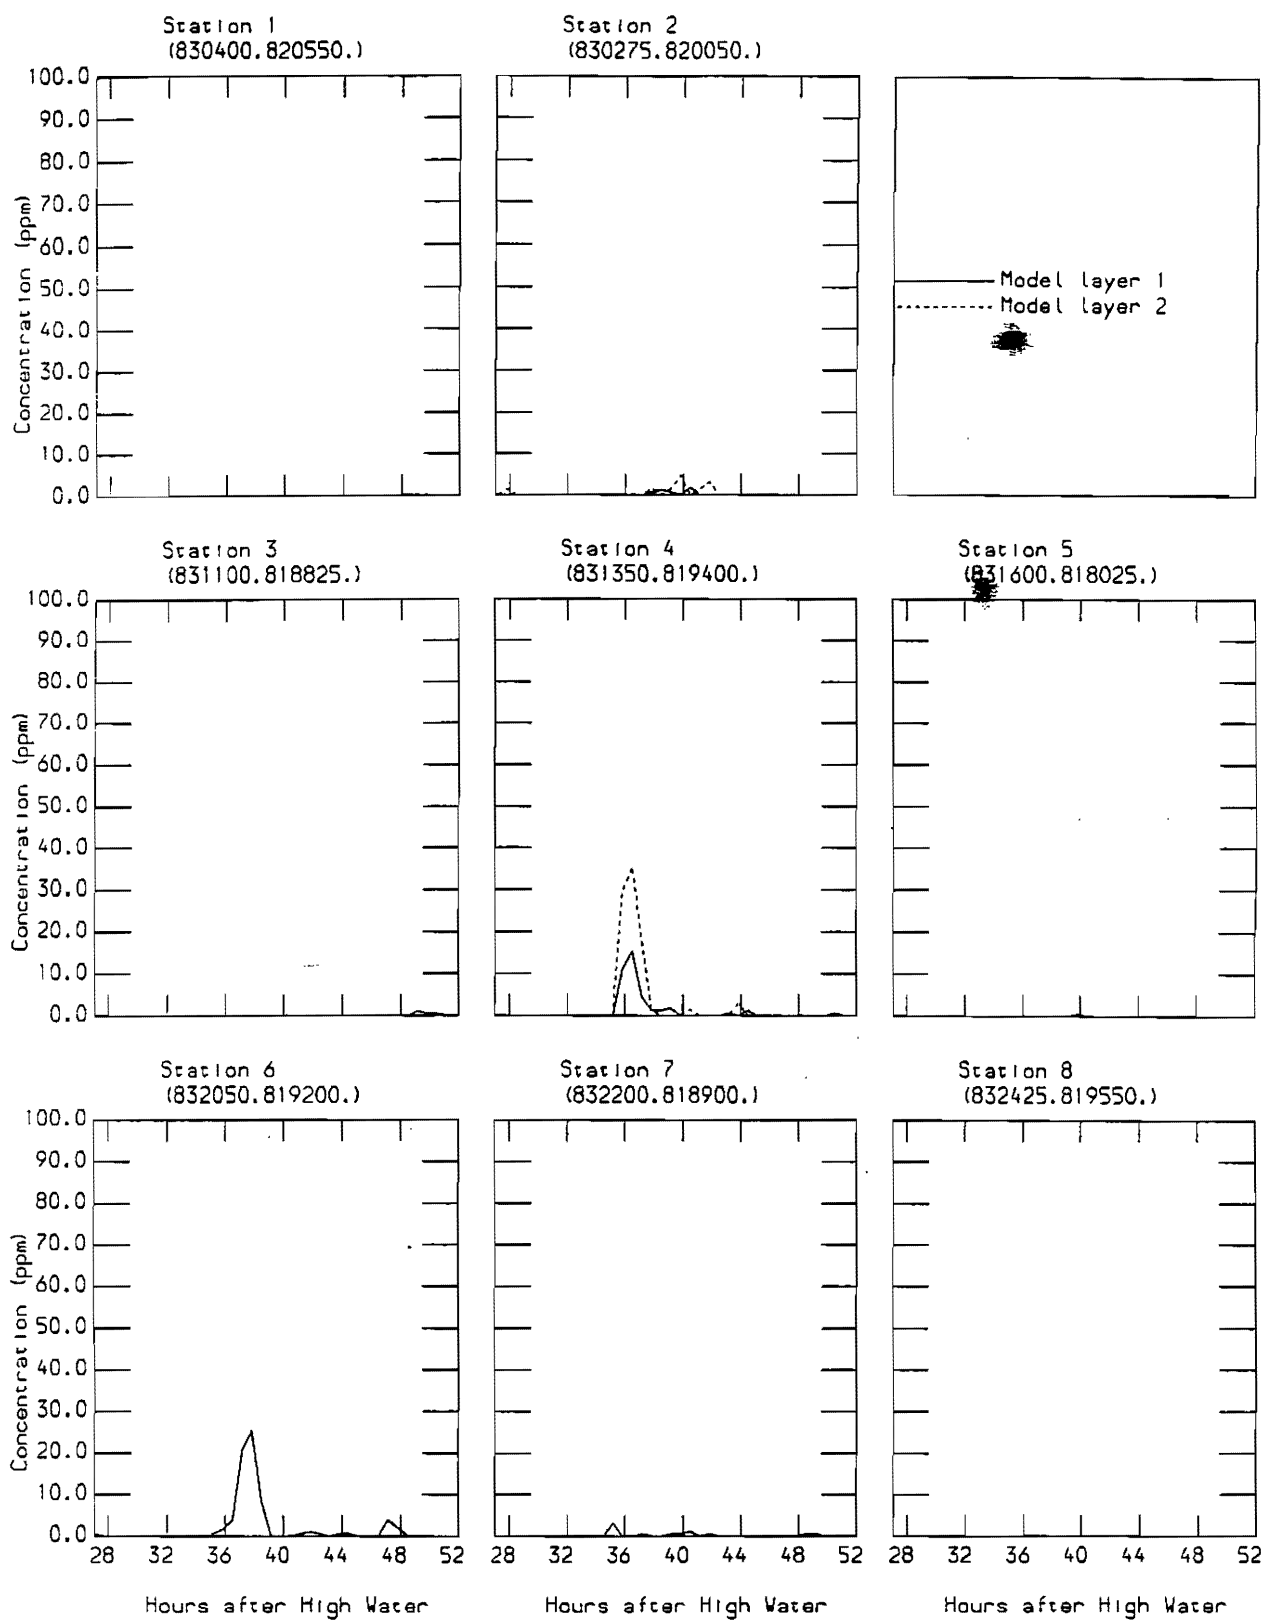 Station 1
(830400.820550.)
Station 2
(830275.820050.)
100.0
90.0
80.0
70.0
60.0
50.0
40.0
30.0
20.0
10.0
0.0
Concentration (ppm)
Model layer 1
Model layer 2
Station 3
(831100.818825.)
Station 4
(831350.819400.)
Station 5
(831600.818025.)
100.0
90.0
80.0
70.0
60.0
50.0
40.0
30.0
20.0
10.0
0.0
Concentration (ppm)
Station 6
(832050.819200.)
Station 7
(832200.818900.)
Station 8
(832425.819550.)
100.0
90.0
80.0
70.0
60.0
50.0
40.0
30.0
20.0
10.0
0.0
Concentration (ppm)
28 32 36 40 44 48 52
28 32 36 40 44 48 52
28 32 36 40 44 48 52
Hours after High Water
Hours after High Water
Hours after High Water